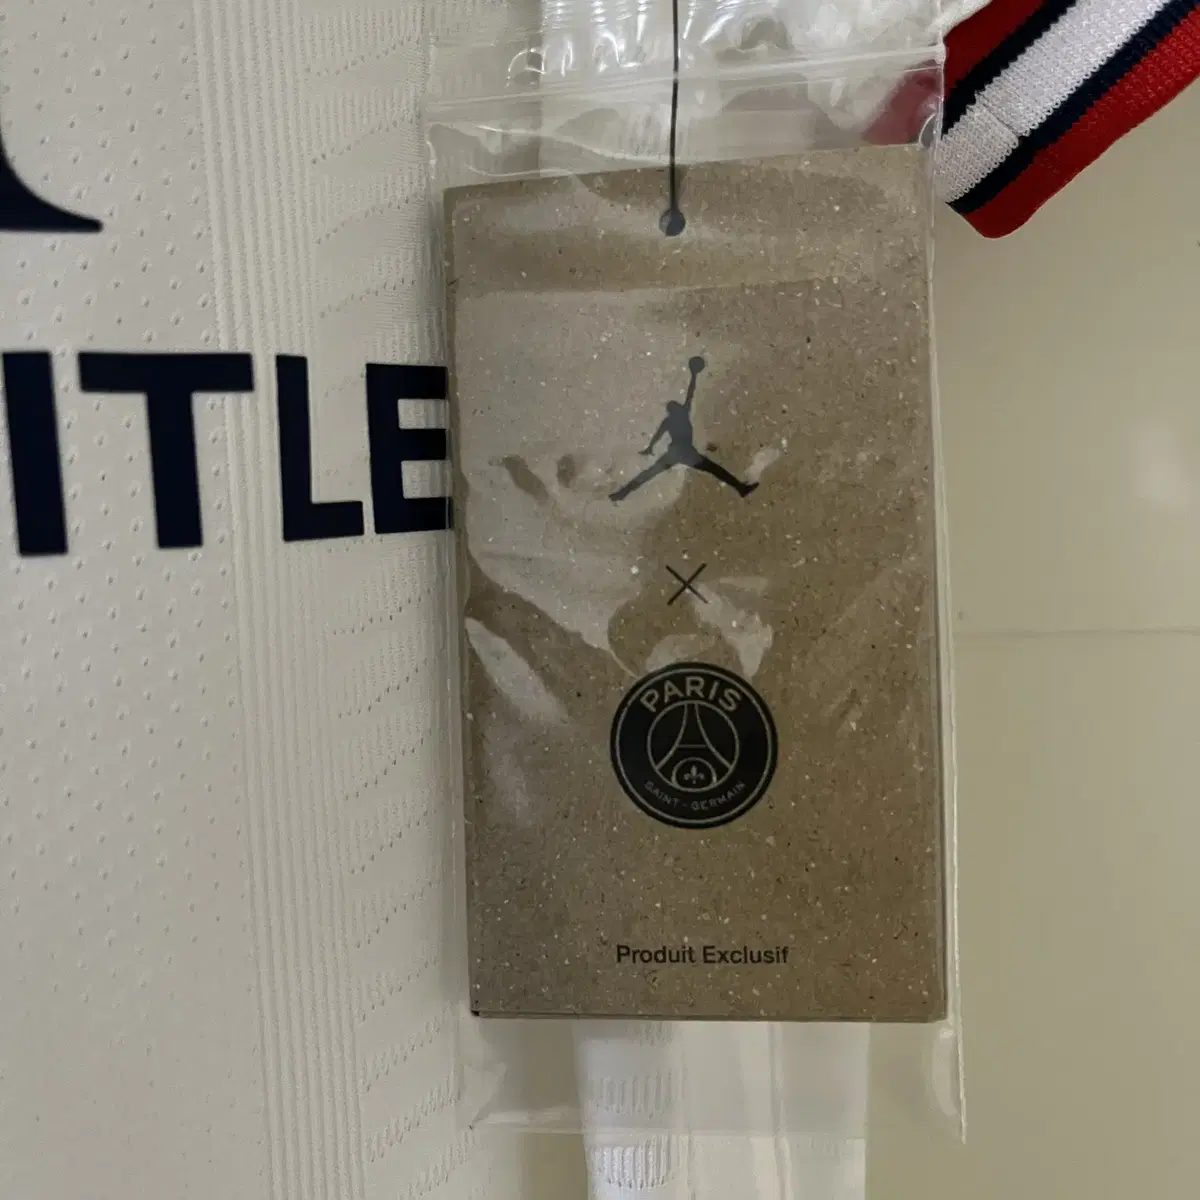 ITLE
×
PARIS
SAINT-GERMAIN
Produit Exclusif